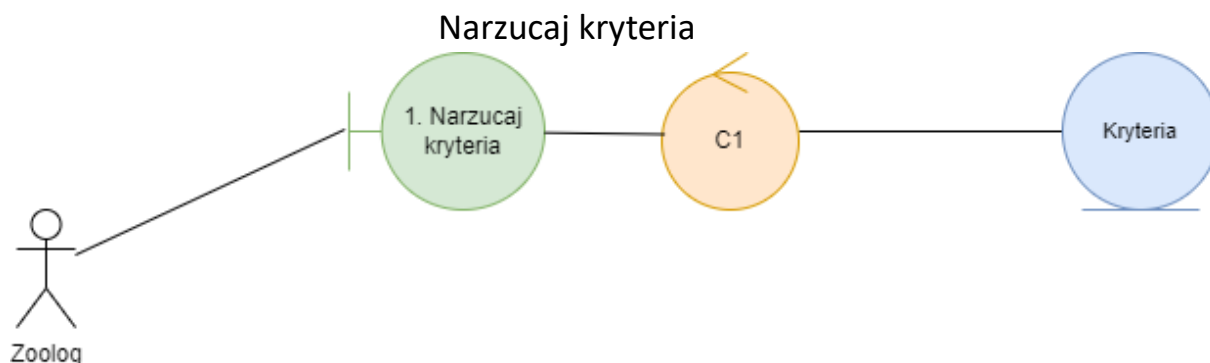 Narzucaj kryteria
1. Narzucaj
kryteria
C1
Kryteria
Zoolog